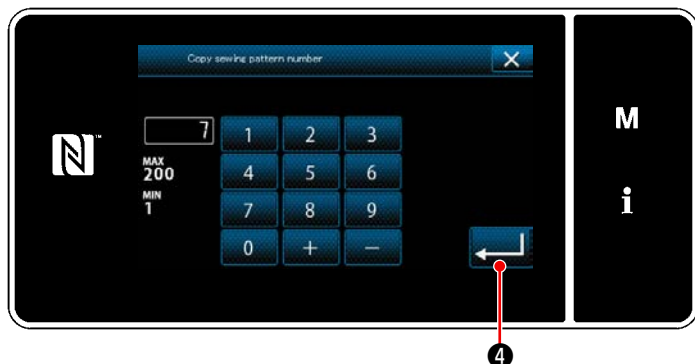 Copy sewing pattern number
7
MAX
200
MIN
1
1 2 3
4 5 6
7 8 9
0 + −
M
i
N
❹